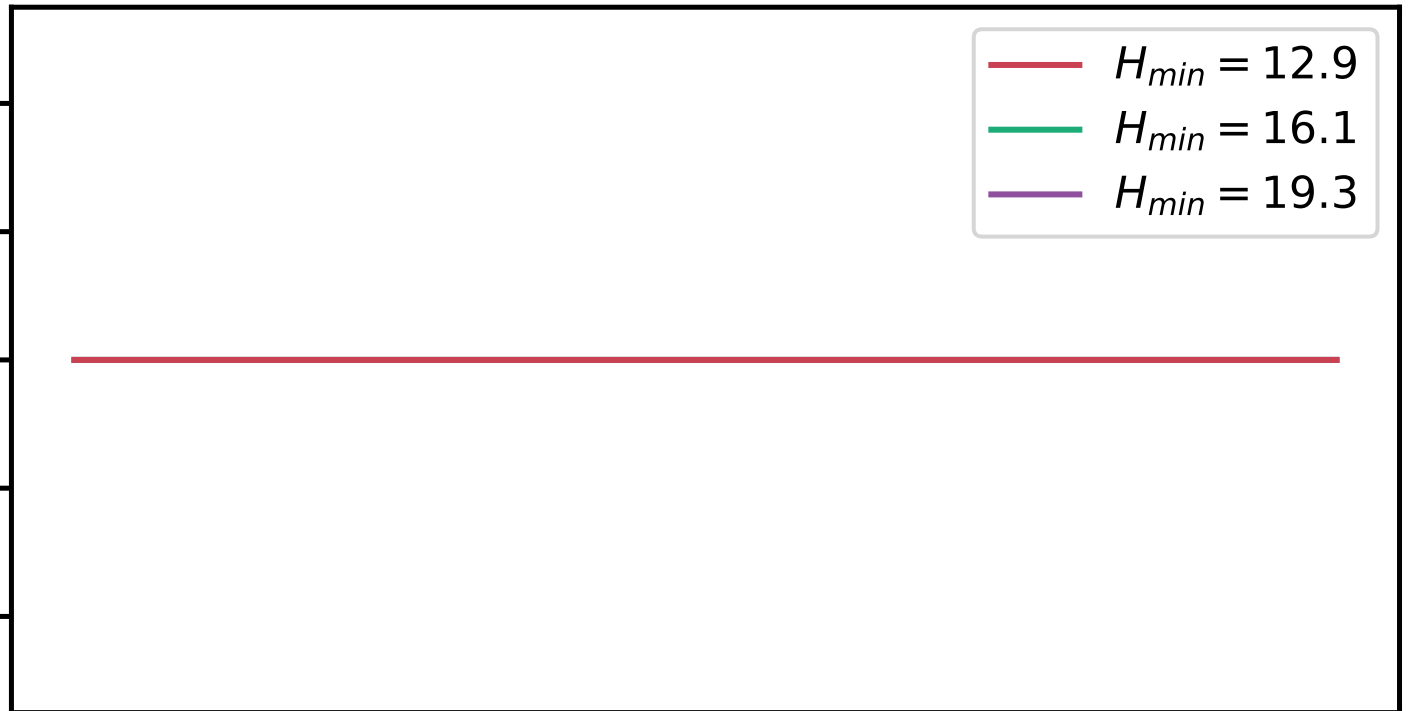 H_min = 12.9
H_min = 16.1
H_min = 19.3